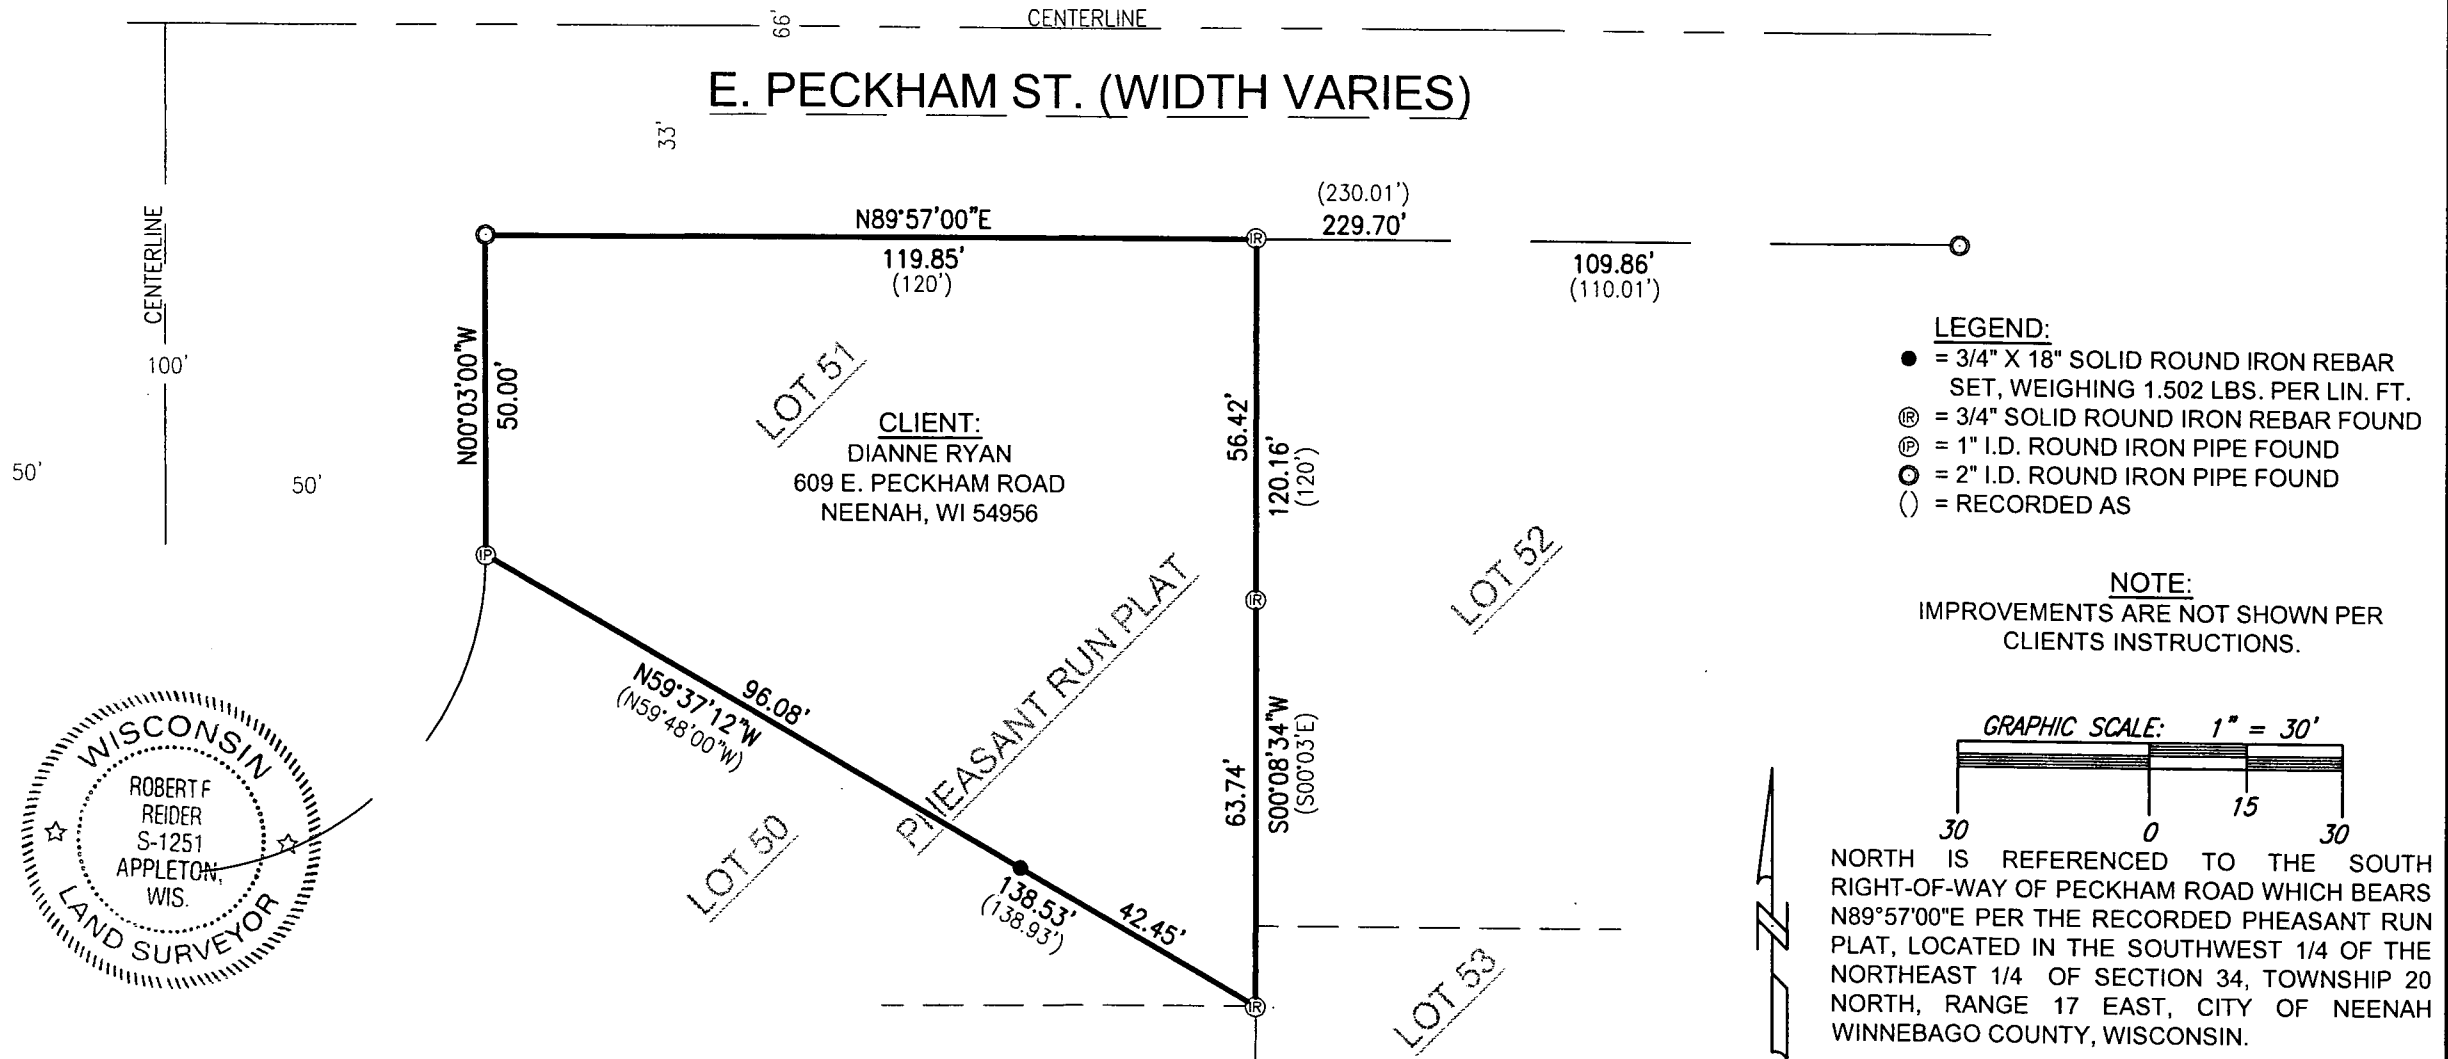 CENTERLINE
66'
E. PECKHAM ST. (WIDTH VARIES)
33'
CENTERLINE
100'
50'
50'
N89°57'00"E
119.85'
(120')
(230.01')
229.70'
109.86'
(110.01')
N00°03'00"W
50.00'
LOT 51
CLIENT:
DIANNE RYAN
609 E. PECKHAM ROAD
NEENAH, WI 54956
56.42'
120.16'
(120')
LOT 52
IR
IR
IP
IR
N59°37'12"W
(N59°48'00"W)
96.08'
PHEASANT RUN PLAT
63.74'
S00°08'34"W
(S00°03'E)
LOT 50
138.53'
(138.93')
42.45'
LOT 53
WISCONSIN
ROBERT F
REIDER
S-1251
APPLETON,
WIS.
LAND SURVEYOR
LEGEND:
● = 3/4" X 18" SOLID ROUND IRON REBAR
SET, WEIGHING 1.502 LBS. PER LIN. FT.
IR = 3/4" SOLID ROUND IRON REBAR FOUND
IP = 1" I.D. ROUND IRON PIPE FOUND
= 2" I.D. ROUND IRON PIPE FOUND
() = RECORDED AS
NOTE:
IMPROVEMENTS ARE NOT SHOWN PER
CLIENTS INSTRUCTIONS.
GRAPHIC SCALE: 1" = 30'
30 0 15 30
N
NORTH IS REFERENCED TO THE SOUTH
RIGHT-OF-WAY OF PECKHAM ROAD WHICH BEARS
N89°57'00"E PER THE RECORDED PHEASANT RUN
PLAT, LOCATED IN THE SOUTHWEST 1/4 OF THE
NORTHEAST 1/4 OF SECTION 34, TOWNSHIP 20
NORTH, RANGE 17 EAST, CITY OF NEENAH
WINNEBAGO COUNTY, WISCONSIN.